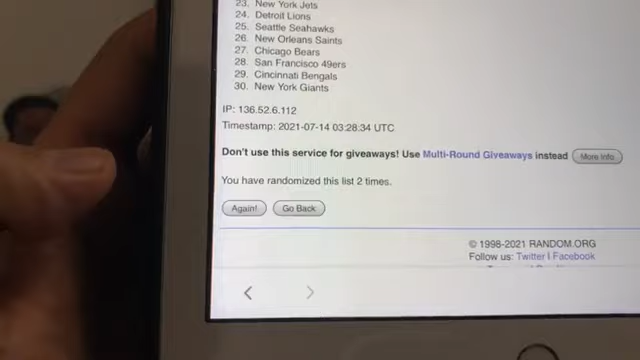 23. New York Jets
24. Detroit Lions
25. Seattle Seahawks
26. New Orleans Saints
27. Chicago Bears
28. San Francisco 49ers
29. Cincinnati Bengals
30. New York Giants
IP: 136.52.6.112
Timestamp: 2021-07-14 03:28:34 UTC
Don't use this service for giveaways! Use Multi-Round Giveaways instead More Info
You have randomized this list 2 times.
Again! Go Back
© 1998-2021 RANDOM.ORG
Follow us: Twitter | Facebook